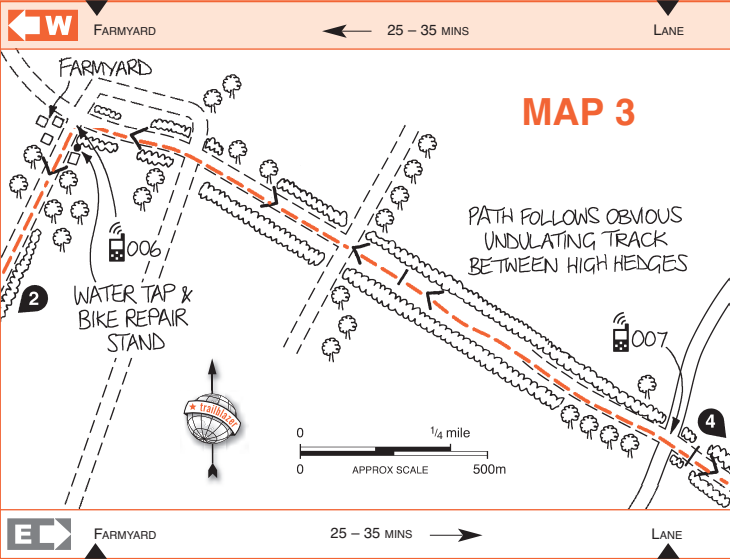 W FARMYARD 25 – 35 MINS LANE
FARMYARD
MAP 3
PATH FOLLOWS OBVIOUS
UNDULATING TRACK
BETWEEN HIGH HEDGES
006
2
WATER TAP &
BIKE REPAIR
STAND
007
trailblazer
4
0 1/4 mile
0 APPROX SCALE 500m
E FARMYARD 25 – 35 MINS LANE